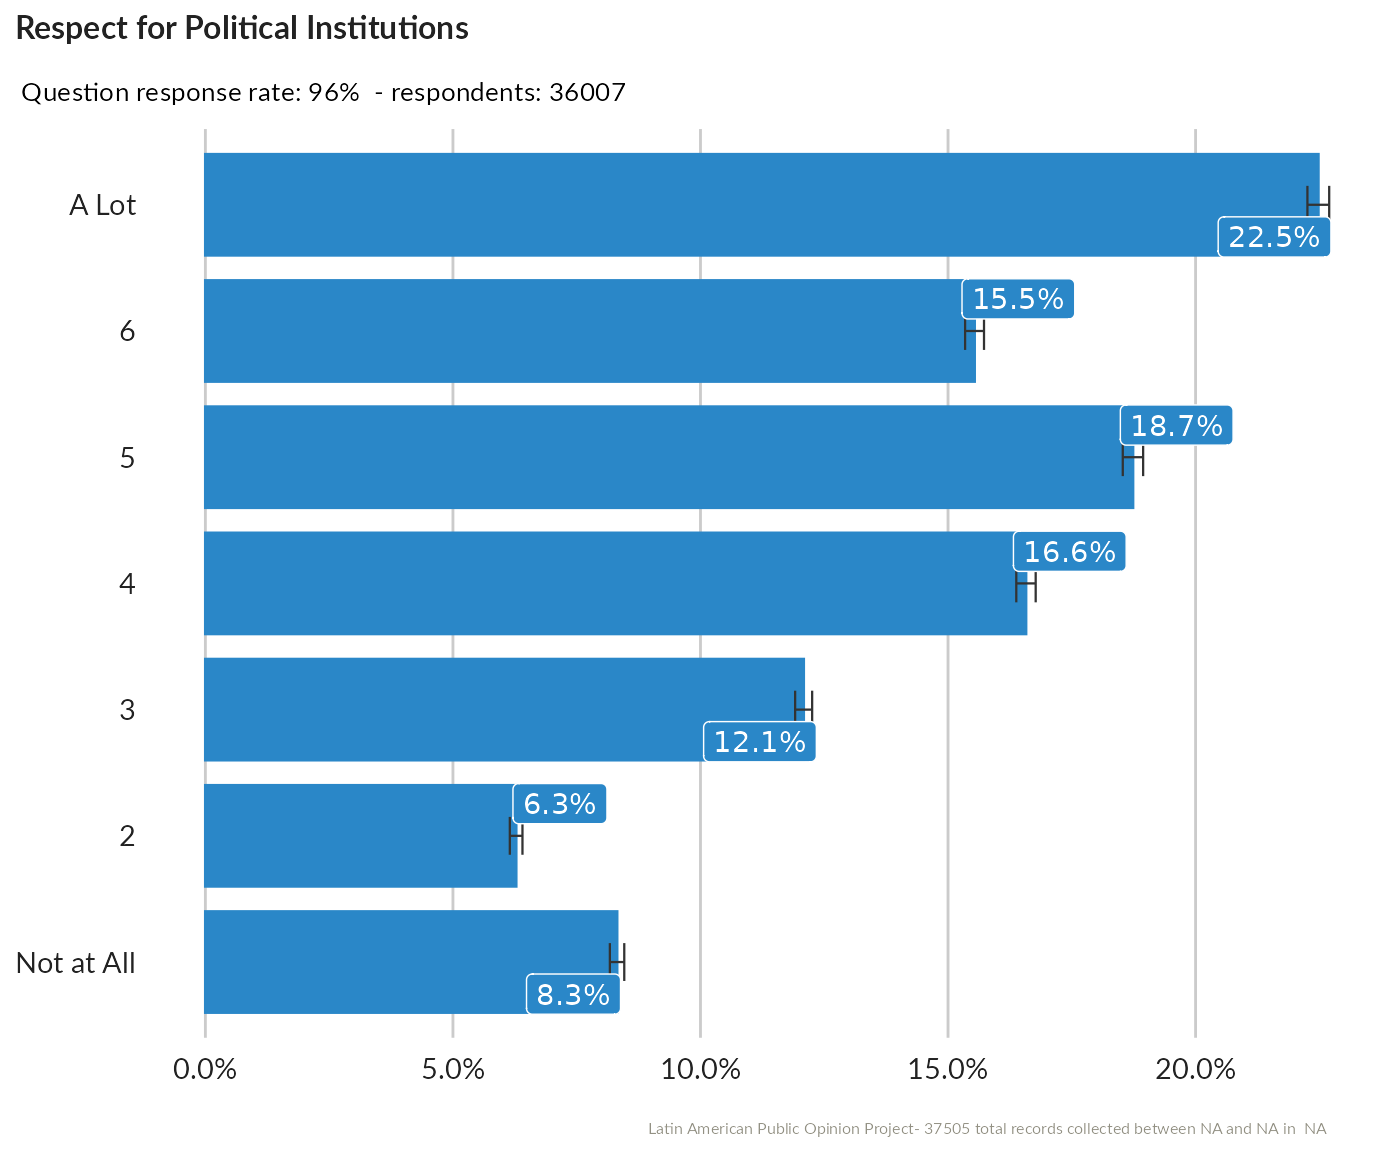 Respect for Political Institutions
Question response rate: 96%  - respondents: 36007
A Lot
22.5%
6
15.5%
5
18.7%
4
16.6%
3
12.1%
2
6.3%
Not at All
8.3%
0.0% 5.0% 10.0% 15.0% 20.0%
Latin American Public Opinion Project- 37505 total records collected between NA and NA in  NA